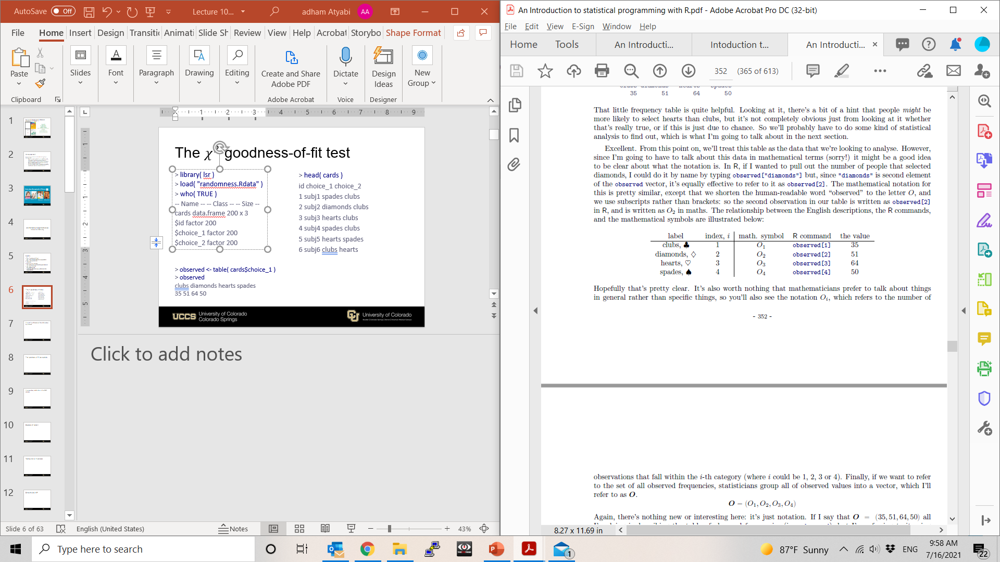 AutoSave Off Lecture 10... adham Atyabi AA
File Home Insert Design Transitic Animati Slide Sh Review View Help Acrobat Storybo Shape Format
Paste Slides Font Paragraph Drawing Editing Create and Share Adobe PDF Dictate Design Ideas New Group
Clipboard Adobe Acrobat Voice Designer
1
2
3
4
5
6
7
8
9
10
11
12
The χ² goodness-of-fit test
> library( lsr )
> load( "randomness.Rdata" )
> who( TRUE )
-- Name -- -- Class -- -- Size --
cards data.frame 200 x 3
$id factor 200
$choice_1 factor 200
$choice_2 factor 200
> head( cards )
id choice_1 choice_2
1 subj1 spades clubs
2 subj2 diamonds clubs
3 subj3 hearts clubs
4 subj4 spades clubs
5 subj5 hearts spades
6 subj6 clubs hearts
> observed <- table( cards$choice_1 )
> observed
clubs diamonds hearts spades
35 51 64 50
UCCS University of Colorado
Colorado Springs
CU University of Colorado
Click to add notes
Slide 6 of 63 English (United States) Notes 43%
An Introduction to statistical programming with R.pdf - Adobe Acrobat Pro DC (32-bit)
File Edit View E-Sign Window Help
Home Tools An Introducti... Intoduction t... An Introducti... ×
352 (365 of 613)
35 51 64 50
That little frequency table is quite helpful. Looking at it, there's a bit of a hint that people might be
more likely to select hearts than clubs, but it's not completely obvious just from looking at it whether
that's really true, or if this is just due to chance. So we'll probably have to do some kind of statistical
analysis to find out, which is what I'm going to talk about in the next section.
Excellent. From this point on, we'll treat this table as the data that we're looking to analyse. However,
since I'm going to have to talk about this data in mathematical terms (sorry!) it might be a good idea
to be clear about what the notation is. In R, if I wanted to pull out the number of people that selected
diamonds, I could do it by name by typing observed["diamonds"] but, since "diamonds" is second element
of the observed vector, it's equally effective to refer to it as observed[2]. The mathematical notation for
this is pretty similar, except that we shorten the human-readable word "observed" to the letter O, and
we use subscripts rather than brackets: so the second observation in our table is written as observed[2]
in R, and is written as O₂ in maths. The relationship between the English descriptions, the R commands,
and the mathematical symbols are illustrated below:
label index, i math. symbol R command the value
clubs, ♣ 1 O₁ observed[1] 35
diamonds, ♢ 2 O₂ observed[2] 51
hearts, ♡ 3 O₃ observed[3] 64
spades, ♠ 4 O₄ observed[4] 50
Hopefully that's pretty clear. It's also worth nothing that mathematicians prefer to talk about things
in general rather than specific things, so you'll also see the notation Oᵢ, which refers to the number of
- 352 -
observations that fall within the i-th category (where i could be 1, 2, 3 or 4). Finally, if we want to refer
to the set of all observed frequencies, statisticians group all of observed values into a vector, which I'll
refer to as O.
O = (O₁, O₂, O₃, O₄)
Again, there's nothing new or interesting here: it's just notation. If I say that O = (35, 51, 64, 50) all
8.27 x 11.69 in
Type here to search
1
87°F Sunny ENG 9:58 AM
7/16/2021
22